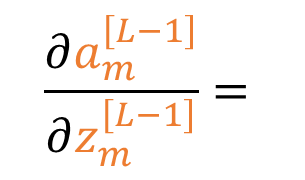 ∂a_m^{[L−1]}
∂z_m^{[L−1]} =